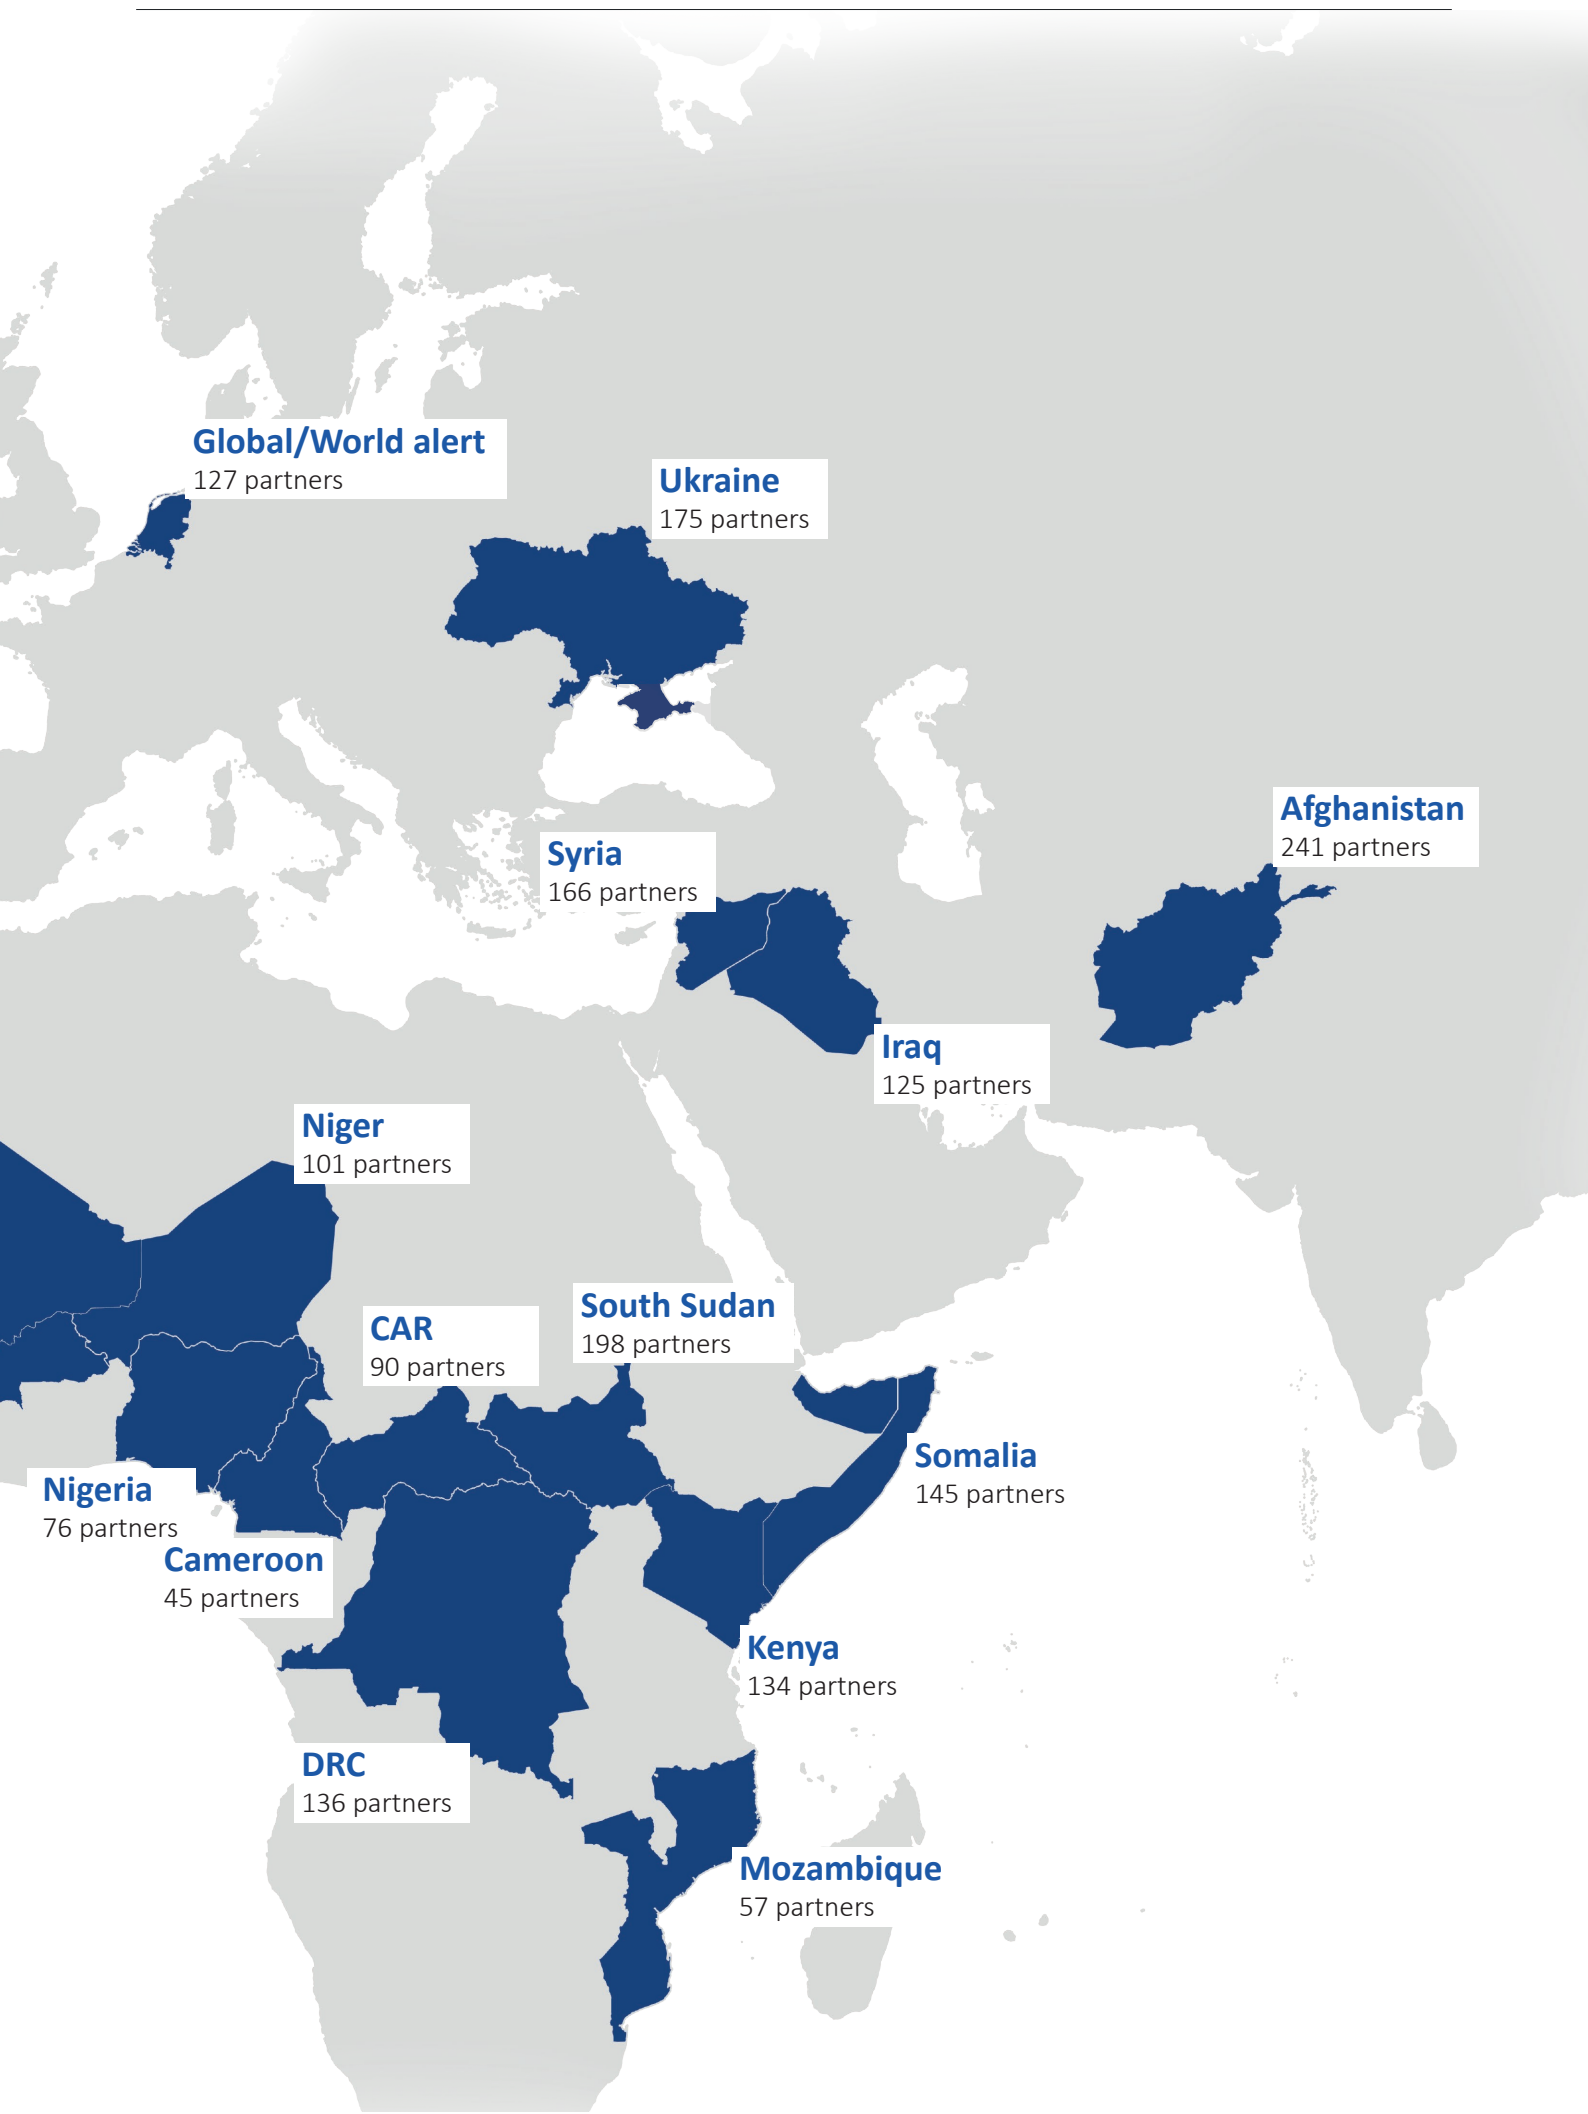 Global/World alert
127 partners
Ukraine
175 partners
Afghanistan
241 partners
Syria
166 partners
Iraq
125 partners
Niger
101 partners
South Sudan
198 partners
CAR
90 partners
Somalia
145 partners
Nigeria
76 partners
Cameroon
45 partners
Kenya
134 partners
DRC
136 partners
Mozambique
57 partners